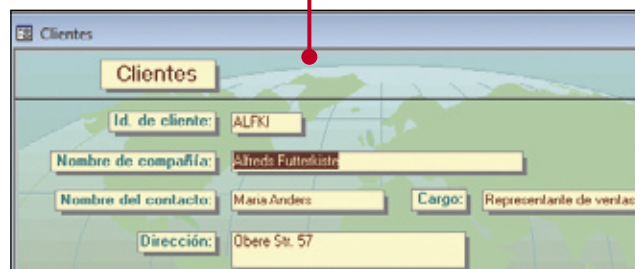 Clientes
Clientes
Id. de cliente: ALFKI
Nombre de compañía: Alfreds Futterkiste
Nombre del contacto: Maria Anders Cargo: Representante de ventas
Dirección: Obere Str. 57